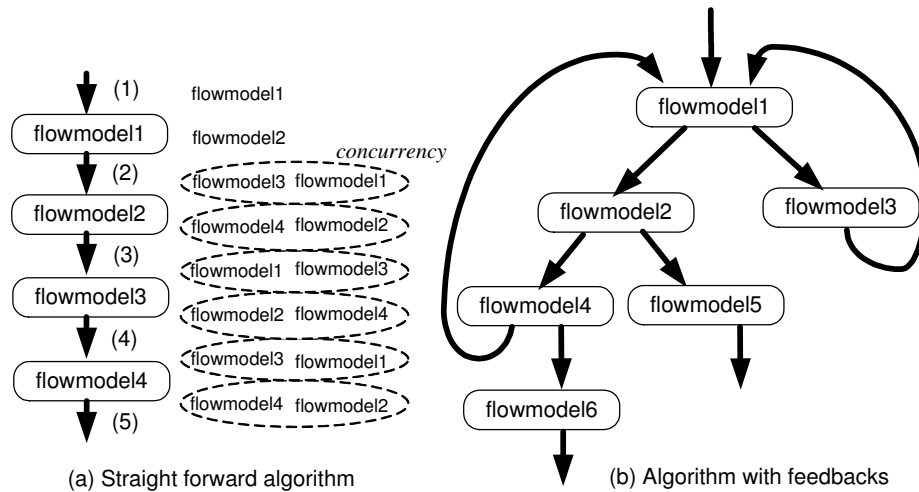 (1)
flowmodel1
(2)
flowmodel2
(3)
flowmodel3
(4)
flowmodel4
(5)
flowmodel1
flowmodel2
concurrency
flowmodel3 flowmodel1
flowmodel4 flowmodel2
flowmodel1 flowmodel3
flowmodel2 flowmodel4
flowmodel3 flowmodel1
flowmodel4 flowmodel2
(a) Straight forward algorithm
flowmodel1
flowmodel2
flowmodel3
flowmodel4
flowmodel5
flowmodel6
(b) Algorithm with feedbacks